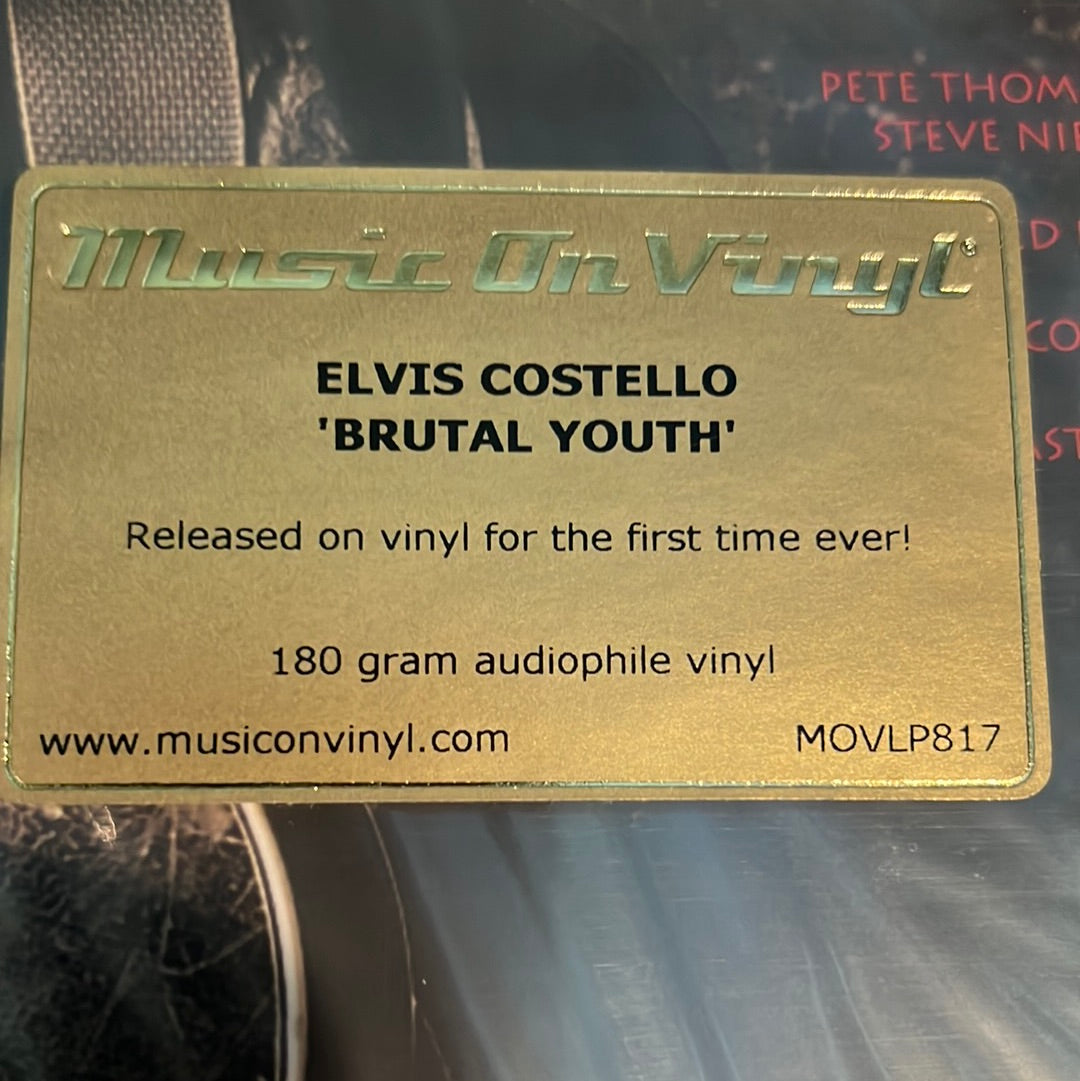 PETE THOM
STEVE NIE
Music On Vinyl®
ELVIS COSTELLO
'BRUTAL YOUTH'
Released on vinyl for the first time ever!
180 gram audiophile vinyl
www.musiconvinyl.com
MOVLP817